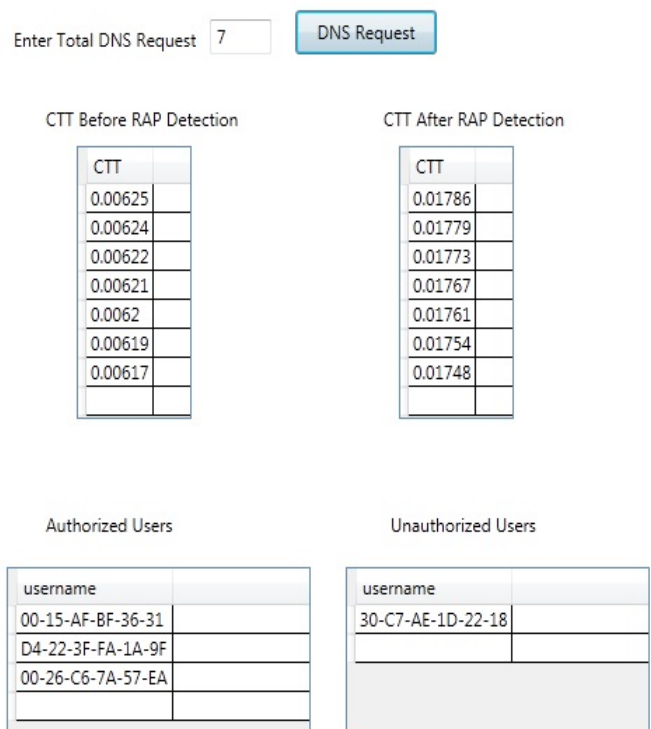 Enter Total DNS Request 7 DNS Request
CTT Before RAP Detection CTT After RAP Detection
CTT CTT
0.00625 0.01786
0.00624 0.01779
0.00622 0.01773
0.00621 0.01767
0.0062 0.01761
0.00619 0.01754
0.00617 0.01748
Authorized Users Unauthorized Users
username username
00-15-AF-BF-36-31 30-C7-AE-1D-22-18
D4-22-3F-FA-1A-9F
00-26-C6-7A-57-EA